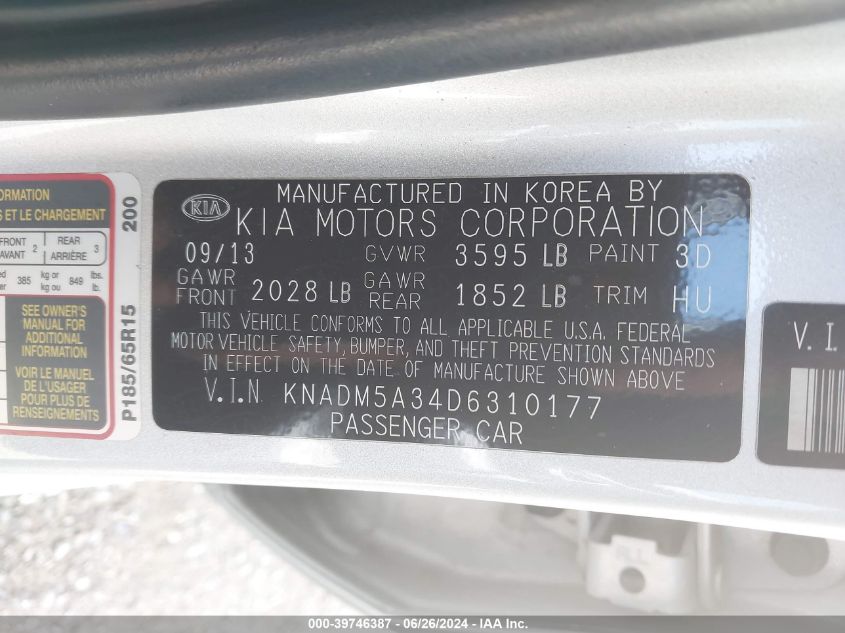 ORMATION
S ET LE CHARGEMENT
FRONT 2 REAR 3
AVANT ARRIÈRE
385 kg or 849 lbs.
kg ou lb.
SEE OWNER'S
MANUAL FOR
ADDITIONAL
INFORMATION
VOIR LE MANUEL
DE L'USAGER
POUR PLUS DE
RENSEIGNEMENTS
200
P185/65R15
KIA
MANUFACTURED IN KOREA BY
KIA MOTORS CORPORATION
09/13 GVWR 3595 LB PAINT 3D
GAWR FRONT 2028 LB GAWR REAR 1852 LB TRIM HU
THIS VEHICLE CONFORMS TO ALL APPLICABLE U.S.A. FEDERAL
MOTOR VEHICLE SAFETY, BUMPER, AND THEFT PREVENTION STANDARDS
IN EFFECT ON THE DATE OF MANUFACTURE SHOWN ABOVE
V.I.N KNADM5A34D6310177
PASSENGER CAR
V.I.
000-39746387 - 06/26/2024 - IAA Inc.